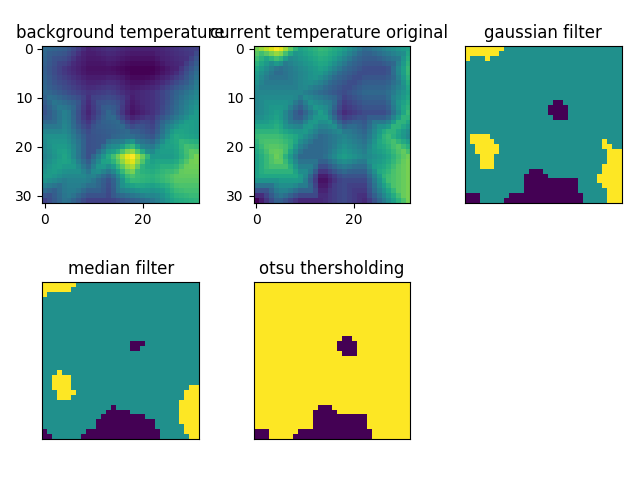 background temperature
current temperature original
gaussian filter
0
10
20
30
0
20
0
10
20
30
0
20
median filter
otsu thersholding